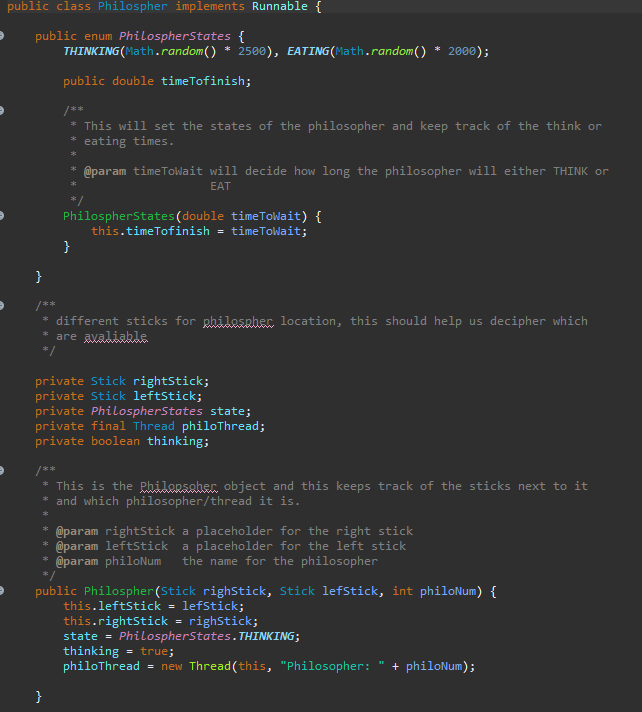 public class Philospher implements Runnable {
public enum PhilospherStates {
THINKING(Math.random() * 2500), EATING(Math.random() * 2000);
public double timeTofinish;
/**
* This will set the states of the philosopher and keep track of the think or
* eating times.
*
* @param timeToWait will decide how long the philosopher will either THINK or
* EAT
*/
PhilospherStates(double timeToWait) {
this.timeTofinish = timeToWait;
}
}
/**
* different sticks for philospher location, this should help us decipher which
* are avaliable
*/
private Stick rightStick;
private Stick leftStick;
private PhilospherStates state;
private final Thread philoThread;
private boolean thinking;
/**
* This is the Philopsoher object and this keeps track of the sticks next to it
* and which philosopher/thread it is.
*
* @param rightStick a placeholder for the right stick
* @param leftStick a placeholder for the left stick
* @param philoNum the name for the philosopher
*/
public Philospher(Stick righStick, Stick lefStick, int philoNum) {
this.leftStick = lefStick;
this.rightStick = righStick;
state = PhilospherStates.THINKING;
thinking = true;
philoThread = new Thread(this, "Philosopher: " + philoNum);
}